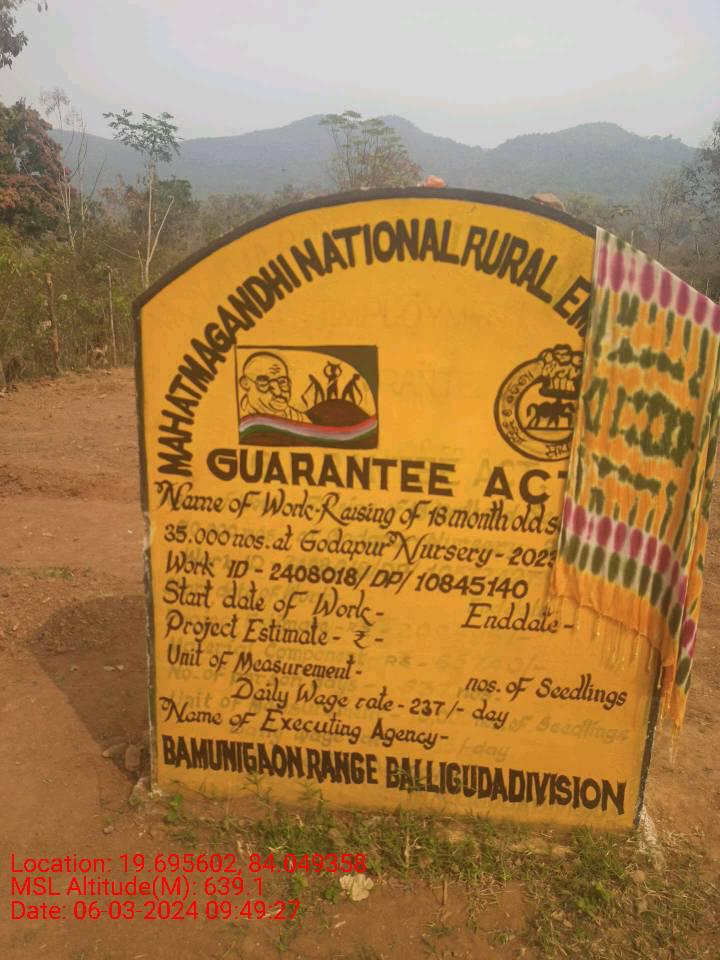 MAHATMAGANDHI NATIONAL RURAL EM
GUARANTEE ACT
Name of Work-Raising of 18 month old s
35.000 nos. at Godapur Nursery - 2023
Work ID - 2408018/DP/10845140
Start date of Work - Enddate -
Project Estimate - ₹ -
Unit of Measurement - nos. of Seedlings
Daily Wage rate - 237/- day
Name of Executing Agency -
BAMUNIGAON RANGE BALLIGUDA DIVISION
Location: 19.695602, 84.049358
MSL Altitude(M): 639.1
Date: 06-03-2024 09:49:27